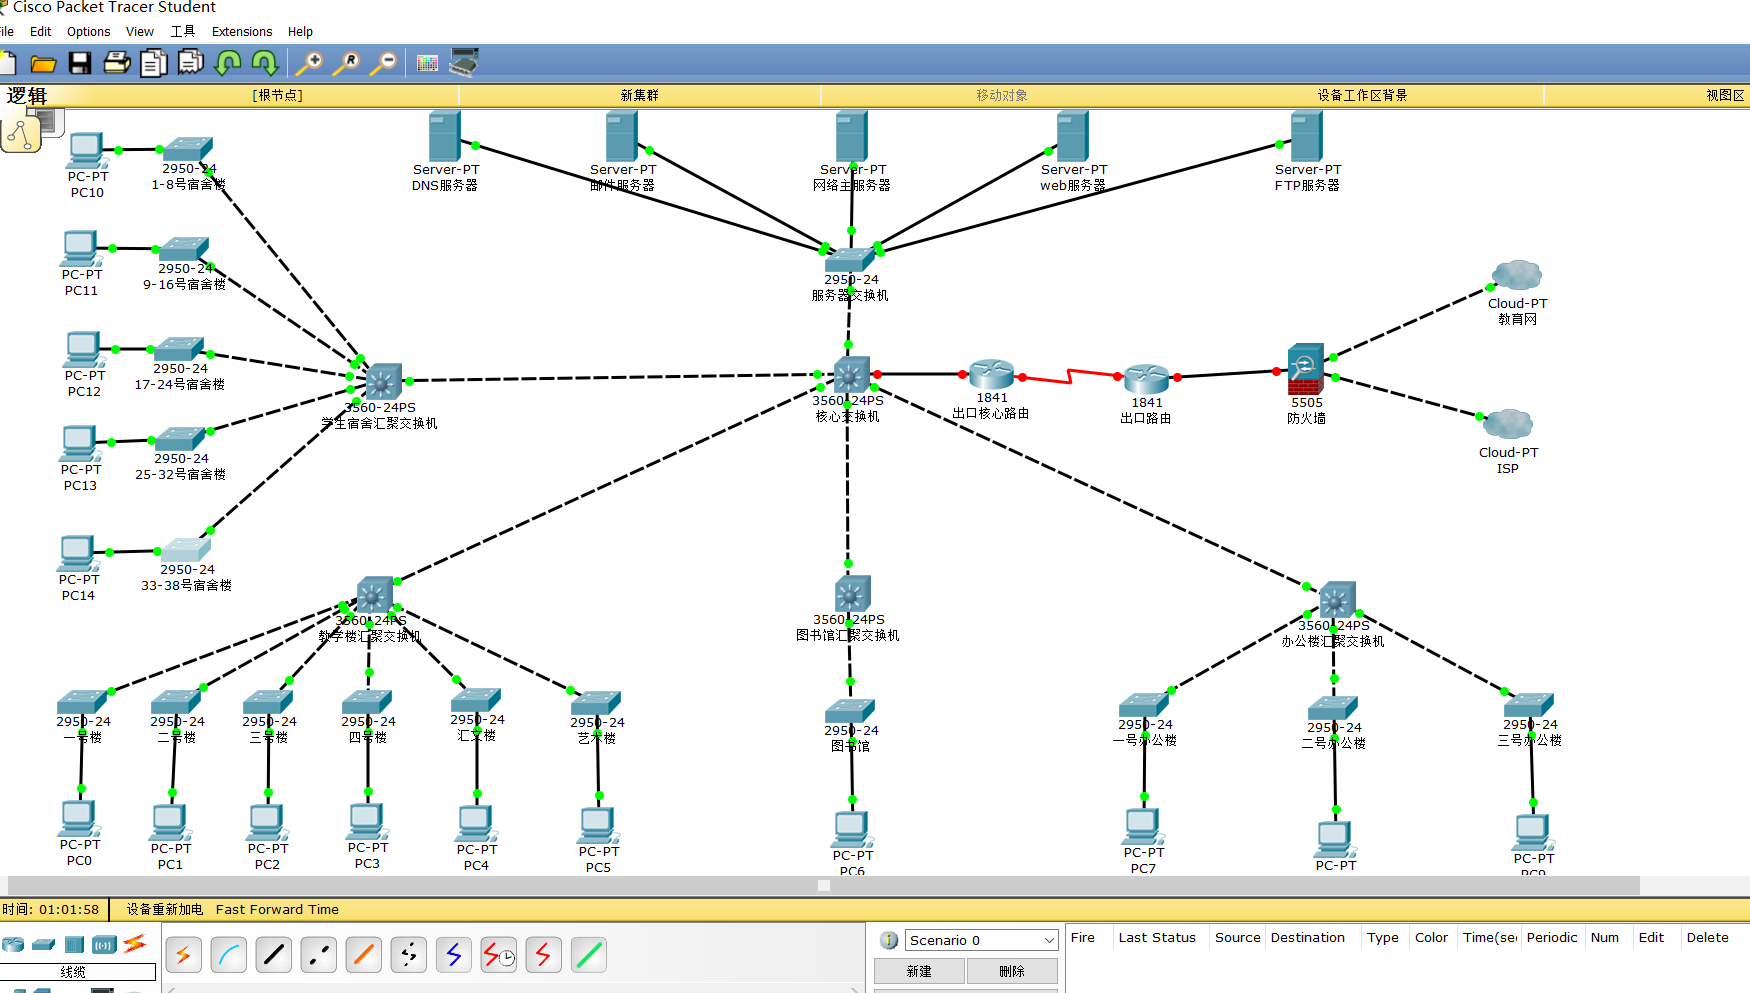 Cisco Packet Tracer Student
File Edit Options View 工具 Extensions Help
逻辑 [根节点] 新集群 移动对象 设备工作区背景 视图区
PC-PT
PC10
2950-24
1-8号宿舍楼
Server-PT
DNS服务器
Server-PT
邮件服务器
Server-PT
网络主服务器
Server-PT
web服务器
Server-PT
FTP服务器
PC-PT
PC11
2950-24
9-16号宿舍楼
2950-24
服务器交换机
Cloud-PT
教育网
PC-PT
PC12
2950-24
17-24号宿舍楼
3560-24PS
学生宿舍汇聚交换机
3560-24PS
核心交换机
1841
出口核心路由
1841
出口路由
5505
防火墙
Cloud-PT
ISP
PC-PT
PC13
2950-24
25-32号宿舍楼
PC-PT
PC14
2950-24
33-38号宿舍楼
3560-24PS
教学楼汇聚交换机
3560-24PS
图书馆汇聚交换机
3560-24PS
办公楼汇聚交换机
2950-24
一号楼
2950-24
二号楼
2950-24
三号楼
2950-24
四号楼
2950-24
汇文楼
2950-24
艺术楼
2950-24
图书馆
2950-24
一号办公楼
2950-24
二号办公楼
2950-24
三号办公楼
PC-PT
PC0
PC-PT
PC1
PC-PT
PC2
PC-PT
PC3
PC-PT
PC4
PC-PT
PC5
PC-PT
PC6
PC-PT
PC7
PC-PT
PC-PT
PC9
时间: 01:01:58 设备重新加电 Fast Forward Time
线缆
Scenario 0
新建 删除
Fire Last Status Source Destination Type Color Time(sec Periodic Num Edit Delete